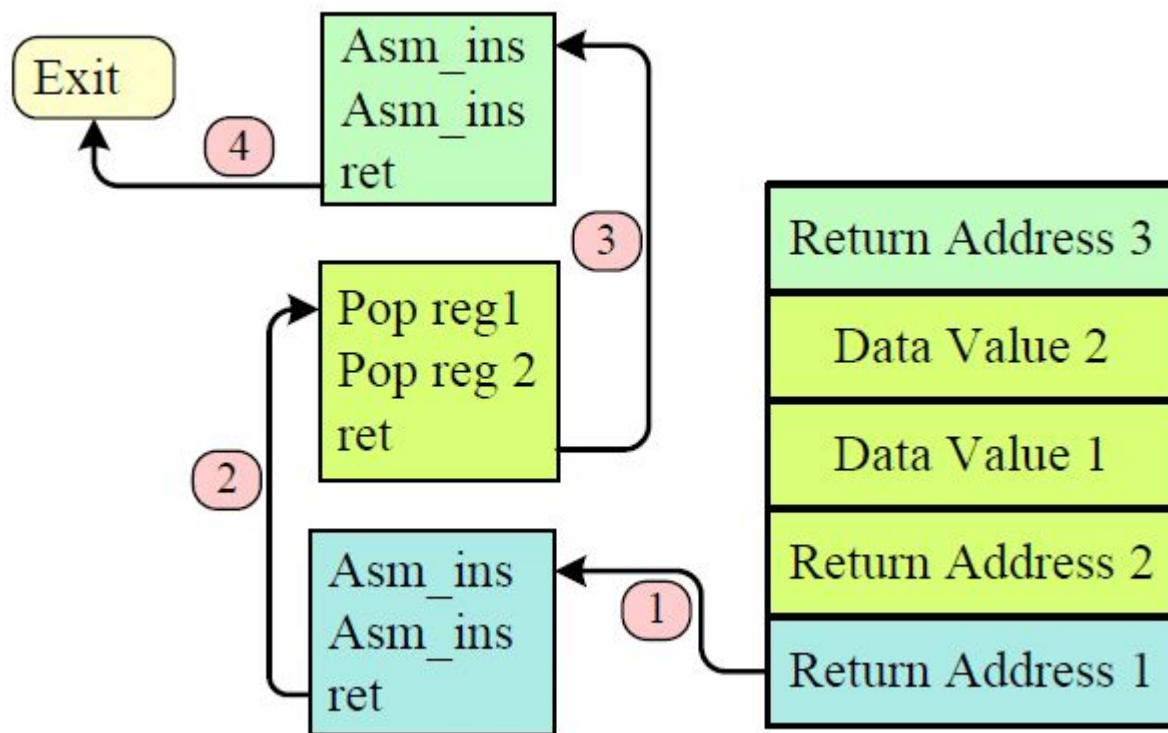 Exit
4
Asm_ins
Asm_ins
ret
3
Pop reg1
Pop reg 2
ret
2
Asm_ins
Asm_ins
ret
1
Return Address 3
Data Value 2
Data Value 1
Return Address 2
Return Address 1